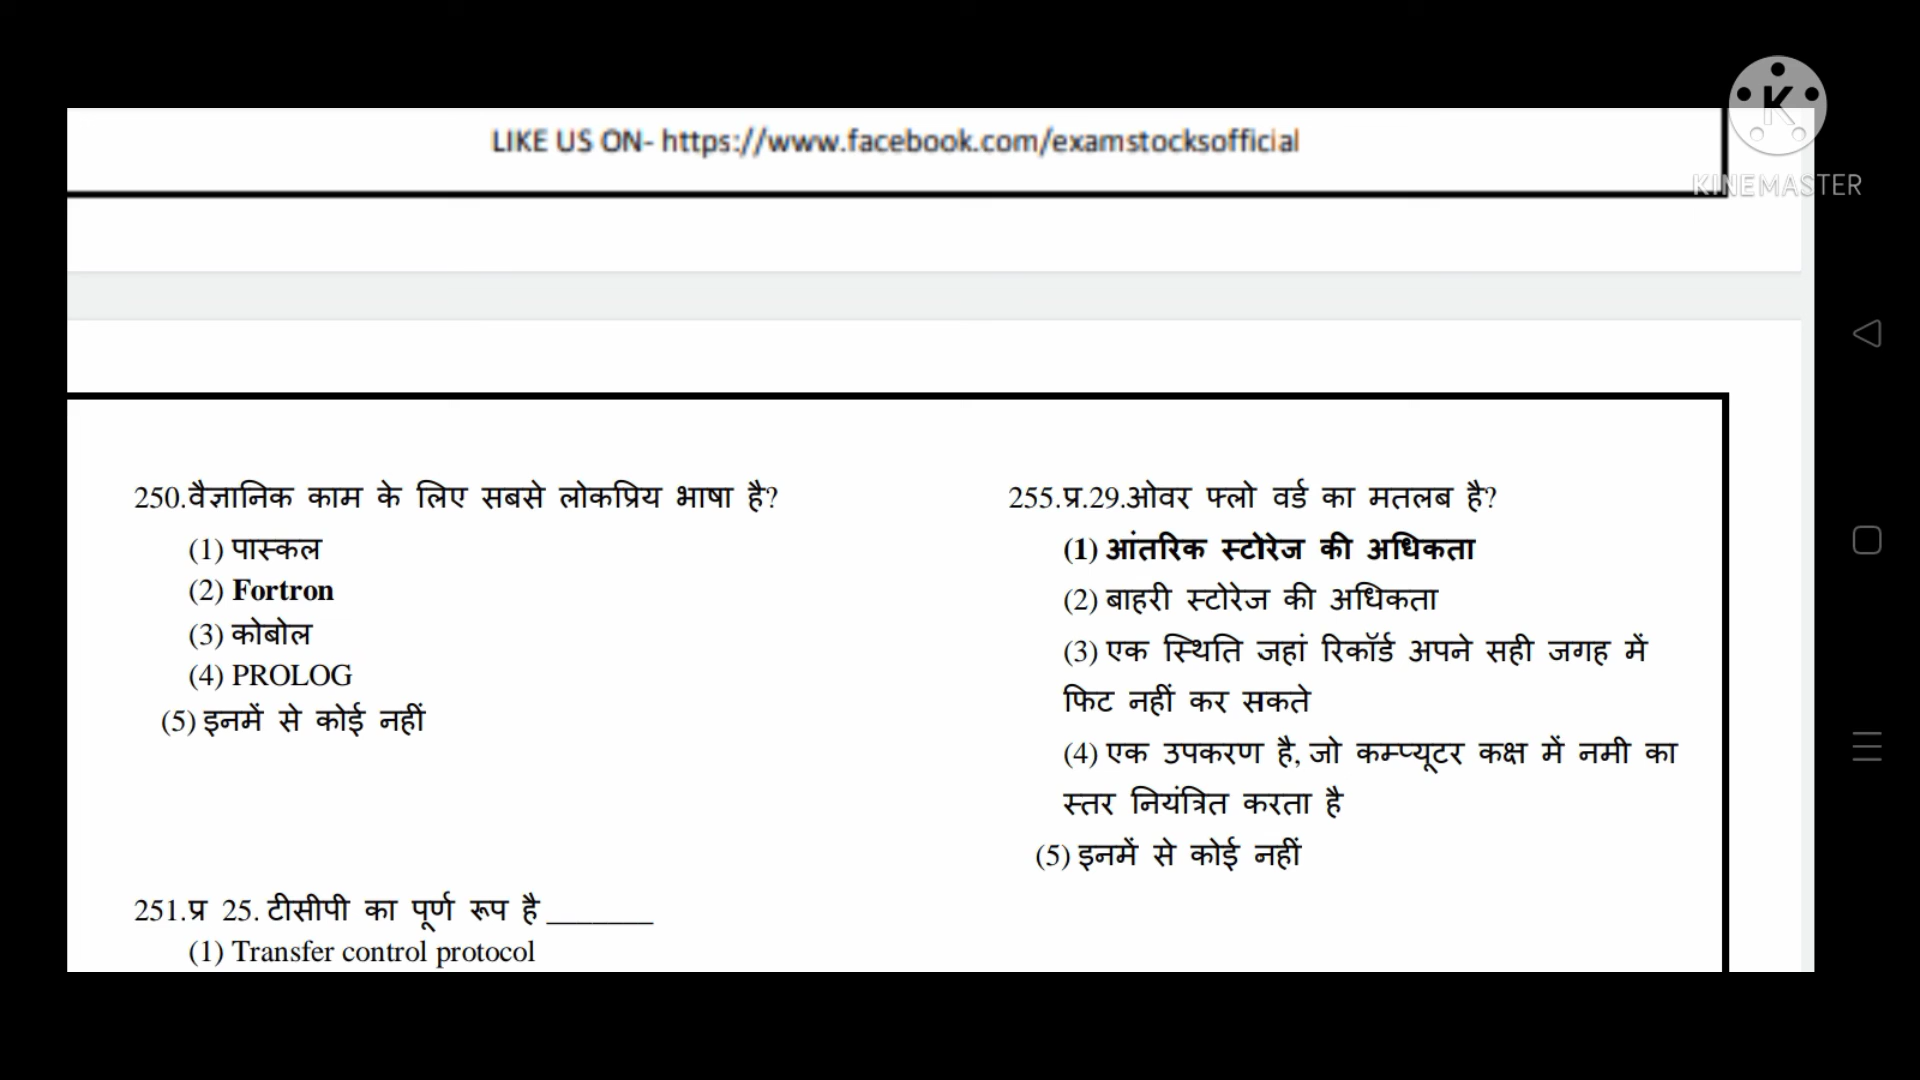 LIKE US ON- https://www.facebook.com/examstocksofficial
K
KINEMASTER
250.वैज्ञानिक काम के लिए सबसे लोकप्रिय भाषा है?
(1) पास्कल
(2) Fortron
(3) कोबोल
(4) PROLOG
(5) इनमें से कोई नहीं
251.प्र 25. टीसीपी का पूर्ण रूप है _______
(1) Transfer control protocol
255.प्र.29.ओवर फ्लो वर्ड का मतलब है?
(1) आंतरिक स्टोरेज की अधिकता
(2) बाहरी स्टोरेज की अधिकता
(3) एक स्थिति जहां रिकॉर्ड अपने सही जगह में
फिट नहीं कर सकते
(4) एक उपकरण है, जो कम्प्यूटर कक्ष में नमी का
स्तर नियंत्रित करता है
(5) इनमें से कोई नहीं